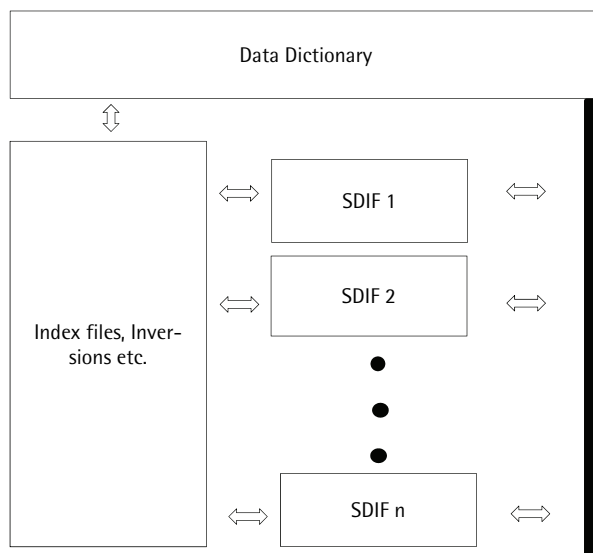 Data Dictionary
SDIF 1
SDIF 2
Index files, Inver-
sions etc.
SDIF n